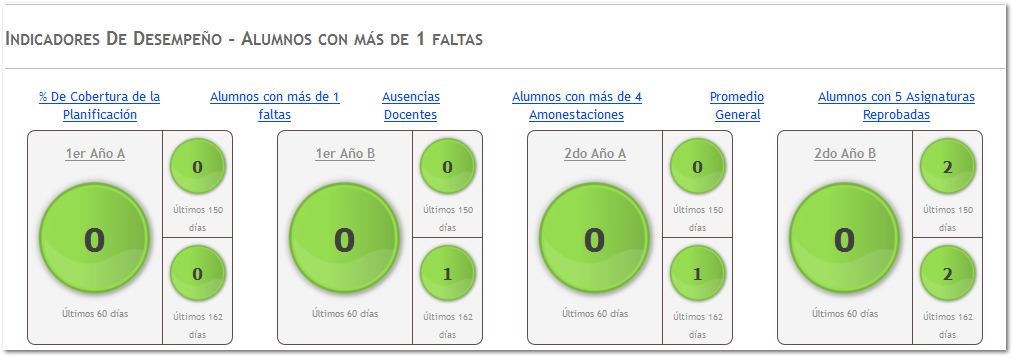 Indicadores De Desempeño - Alumnos con más de 1 faltas
% De Cobertura de la
Planificación
Alumnos con más de 1
faltas
Ausencias
Docentes
Alumnos con más de 4
Amonestaciones
Promedio
General
Alumnos con 5 Asignaturas
Reprobadas
1er Año A
0
Últimos 60 días
0
Últimos 150
días
0
Últimos 162
días
1er Año B
0
Últimos 60 días
0
Últimos 150
días
1
Últimos 162
días
2do Año A
0
Últimos 60 días
0
Últimos 150
días
1
Últimos 162
días
2do Año B
0
Últimos 60 días
2
Últimos 150
días
2
Últimos 162
días